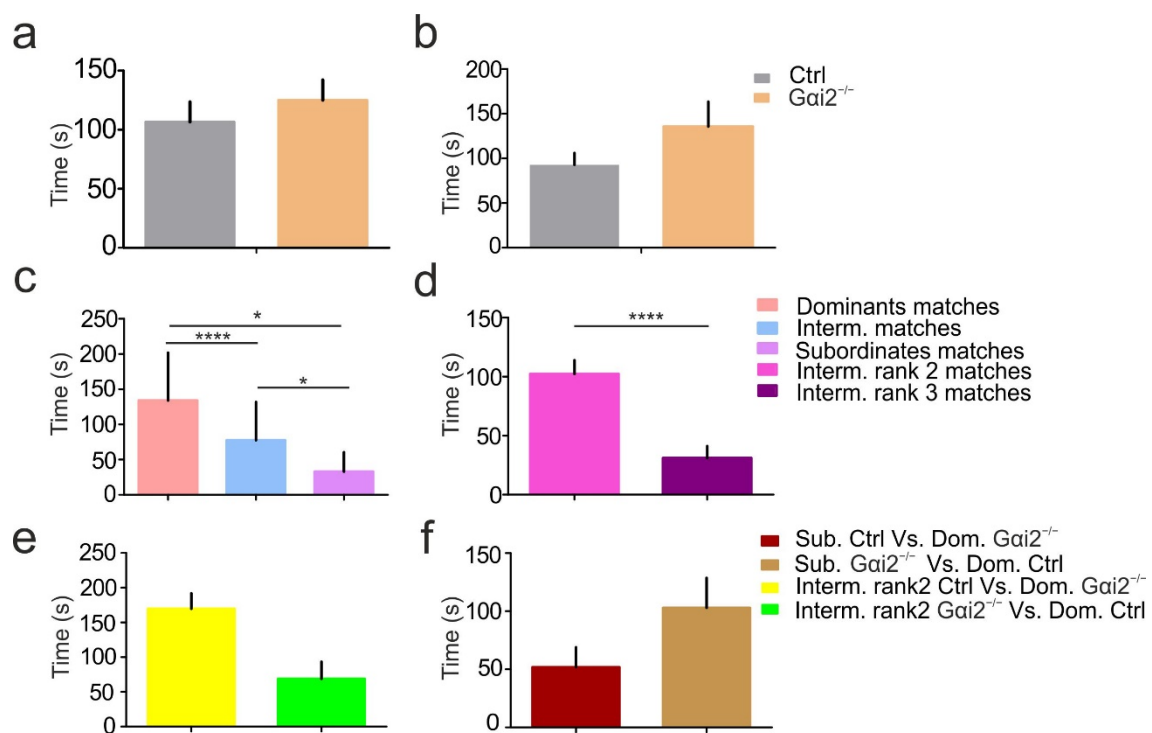 a
150
100
50
0
Time (s)
b
200
150
100
50
0
Time (s)
Ctrl
Gαi2⁻/⁻
c
250
200
150
100
50
0
Time (s)
*
****
*
d
150
100
50
0
Time (s)
****
Dominants matches
Interm. matches
Subordinates matches
Interm. rank 2 matches
Interm. rank 3 matches
e
250
200
150
100
50
0
Time (s)
f
150
100
50
0
Time (s)
Sub. Ctrl Vs. Dom. Gαi2⁻/⁻
Sub. Gαi2⁻/⁻ Vs. Dom. Ctrl
Interm. rank2 Ctrl Vs. Dom. Gαi2⁻/⁻
Interm. rank2 Gαi2⁻/⁻ Vs. Dom. Ctrl